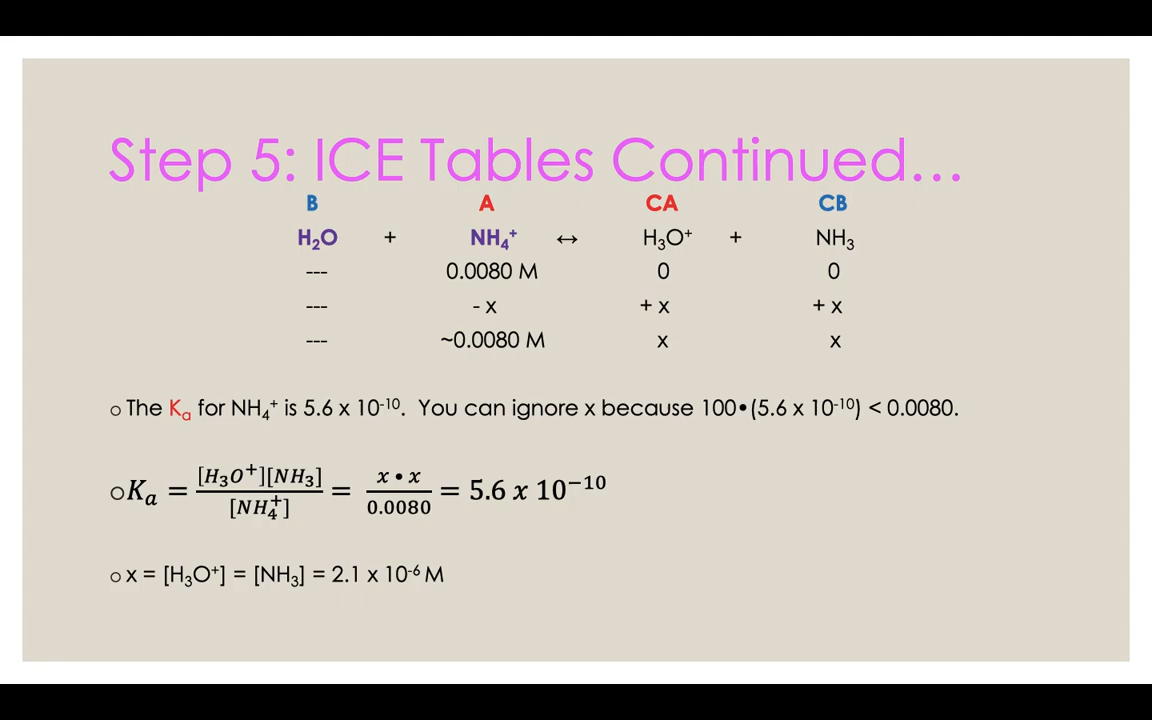 Step 5: ICE Tables Continued…
B A CA CB
H₂O + NH₄⁺ ↔ H₃O⁺ + NH₃
--- 0.0080 M 0 0
--- - x + x + x
--- ~0.0080 M x x
o The Kₐ for NH₄⁺ is 5.6 x 10⁻¹⁰. You can ignore x because 100•(5.6 x 10⁻¹⁰) < 0.0080.
o Kₐ = [H₃O⁺][NH₃] / [NH₄⁺] = x • x / 0.0080 = 5.6 x 10⁻¹⁰
o x = [H₃O⁺] = [NH₃] = 2.1 x 10⁻⁶ M